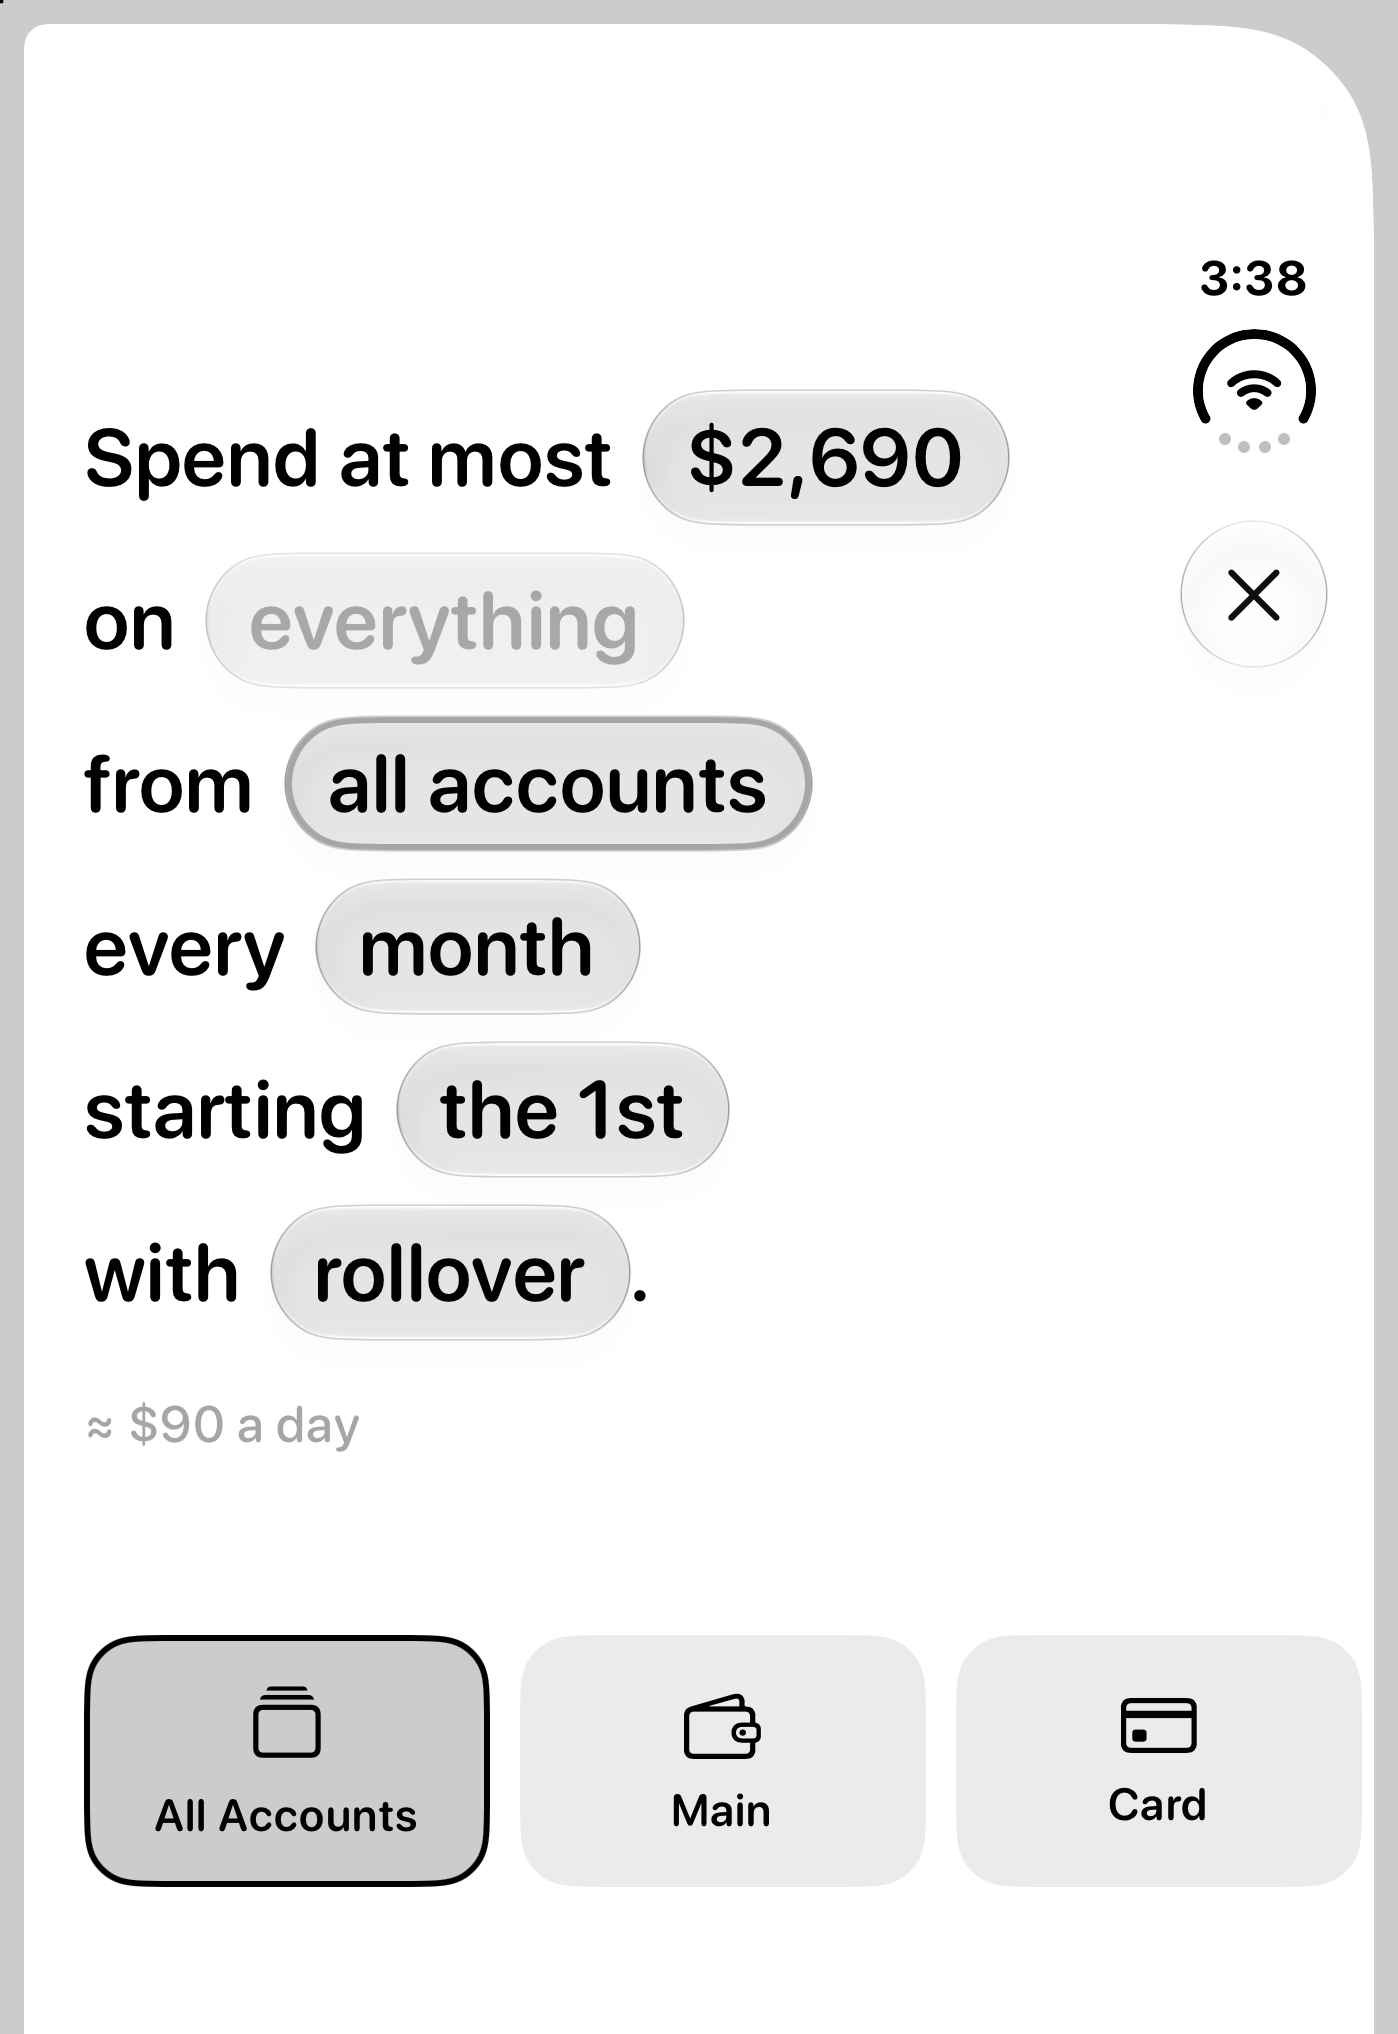 3:38
Spend at most $2,690
on everything
from all accounts
every month
starting the 1st
with rollover.
≈ $90 a day
All Accounts
Main
Card